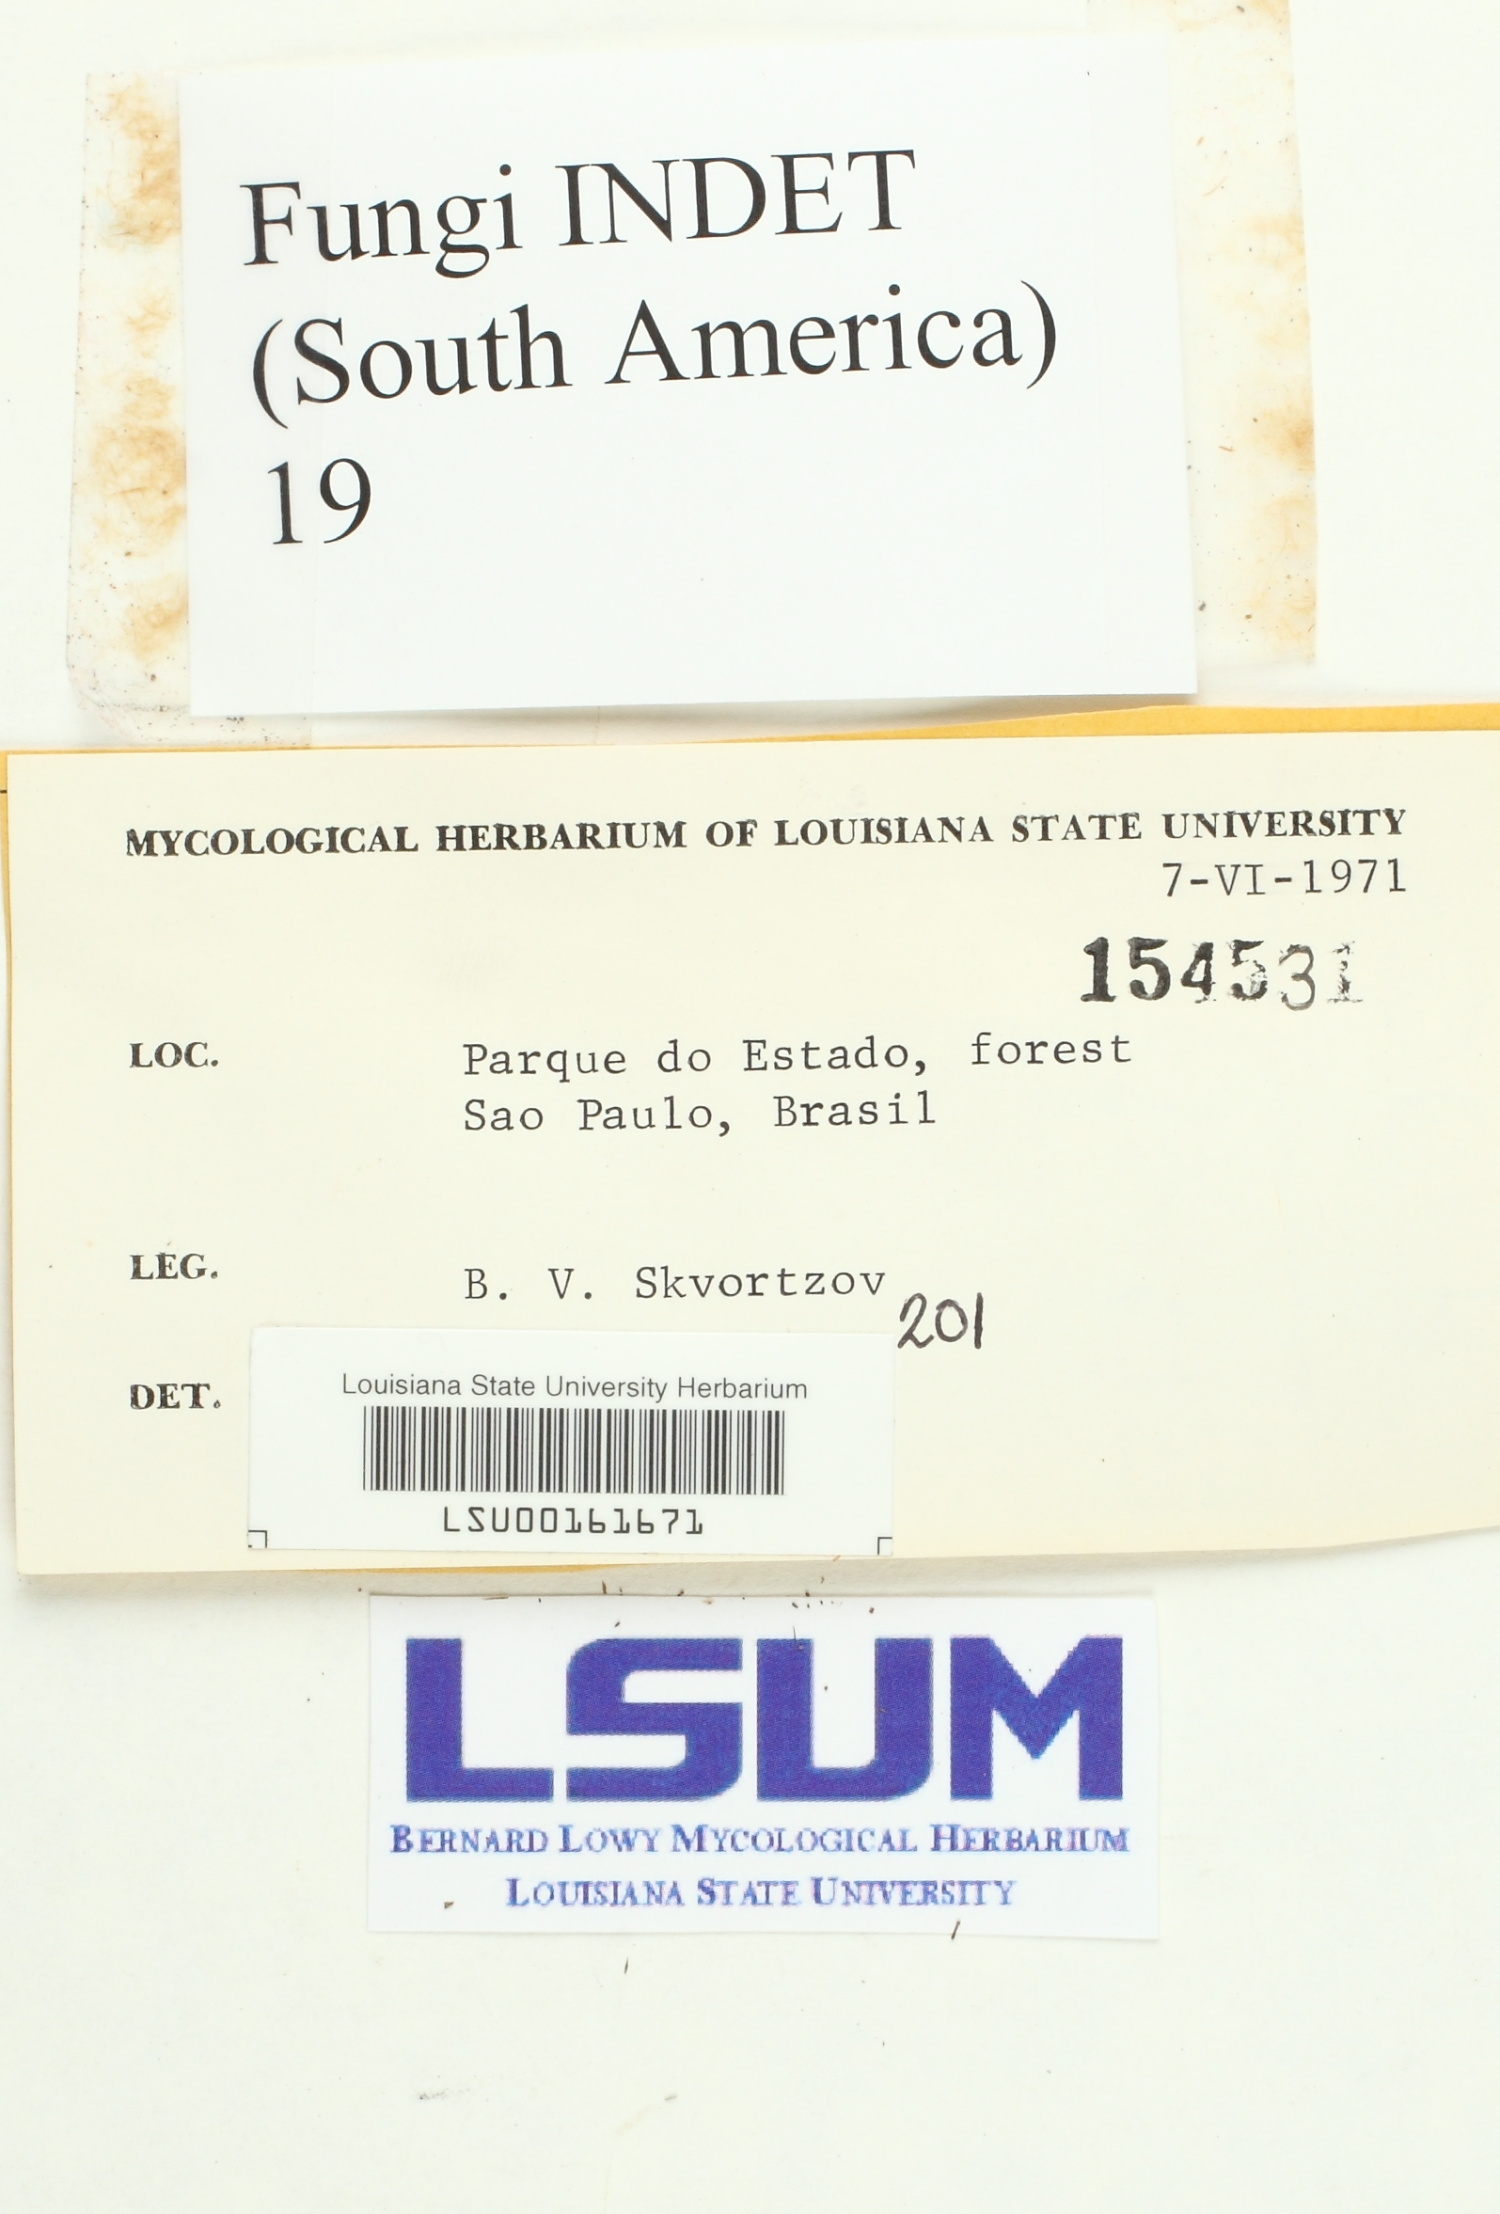 Fungi INDET
(South America)
19
MYCOLOGICAL HERBARIUM OF LOUISIANA STATE UNIVERSITY
7-VI-1971
154531
LOC. Parque do Estado, forest
Sao Paulo, Brasil
LEG. B. V. Skvortzov 201
DET.
Louisiana State University Herbarium
LSU00161671
LSUM
BERNARD LOWY MYCOLOGICAL HERBARIUM
LOUISIANA STATE UNIVERSITY